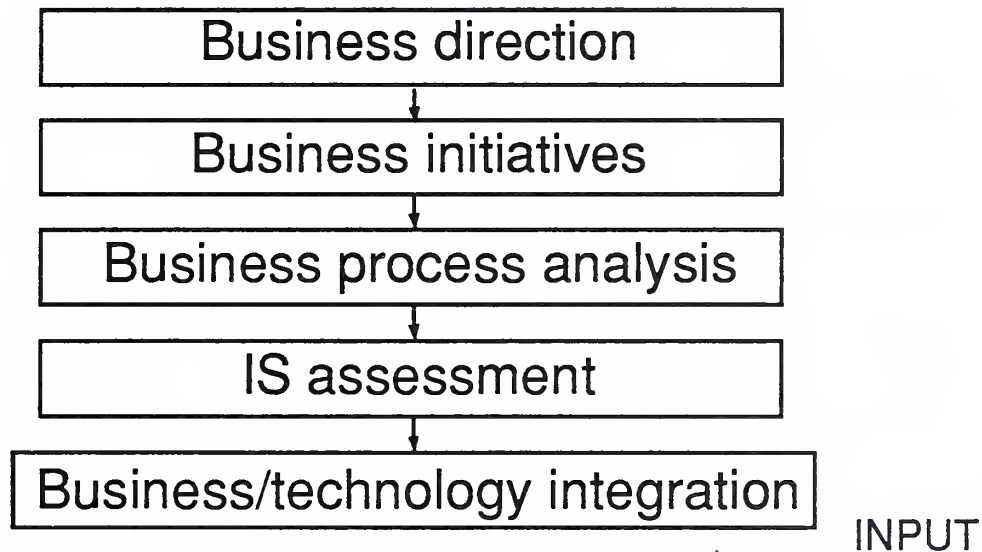 Business direction
Business initiatives
Business process analysis
IS assessment
Business/technology integration
INPUT